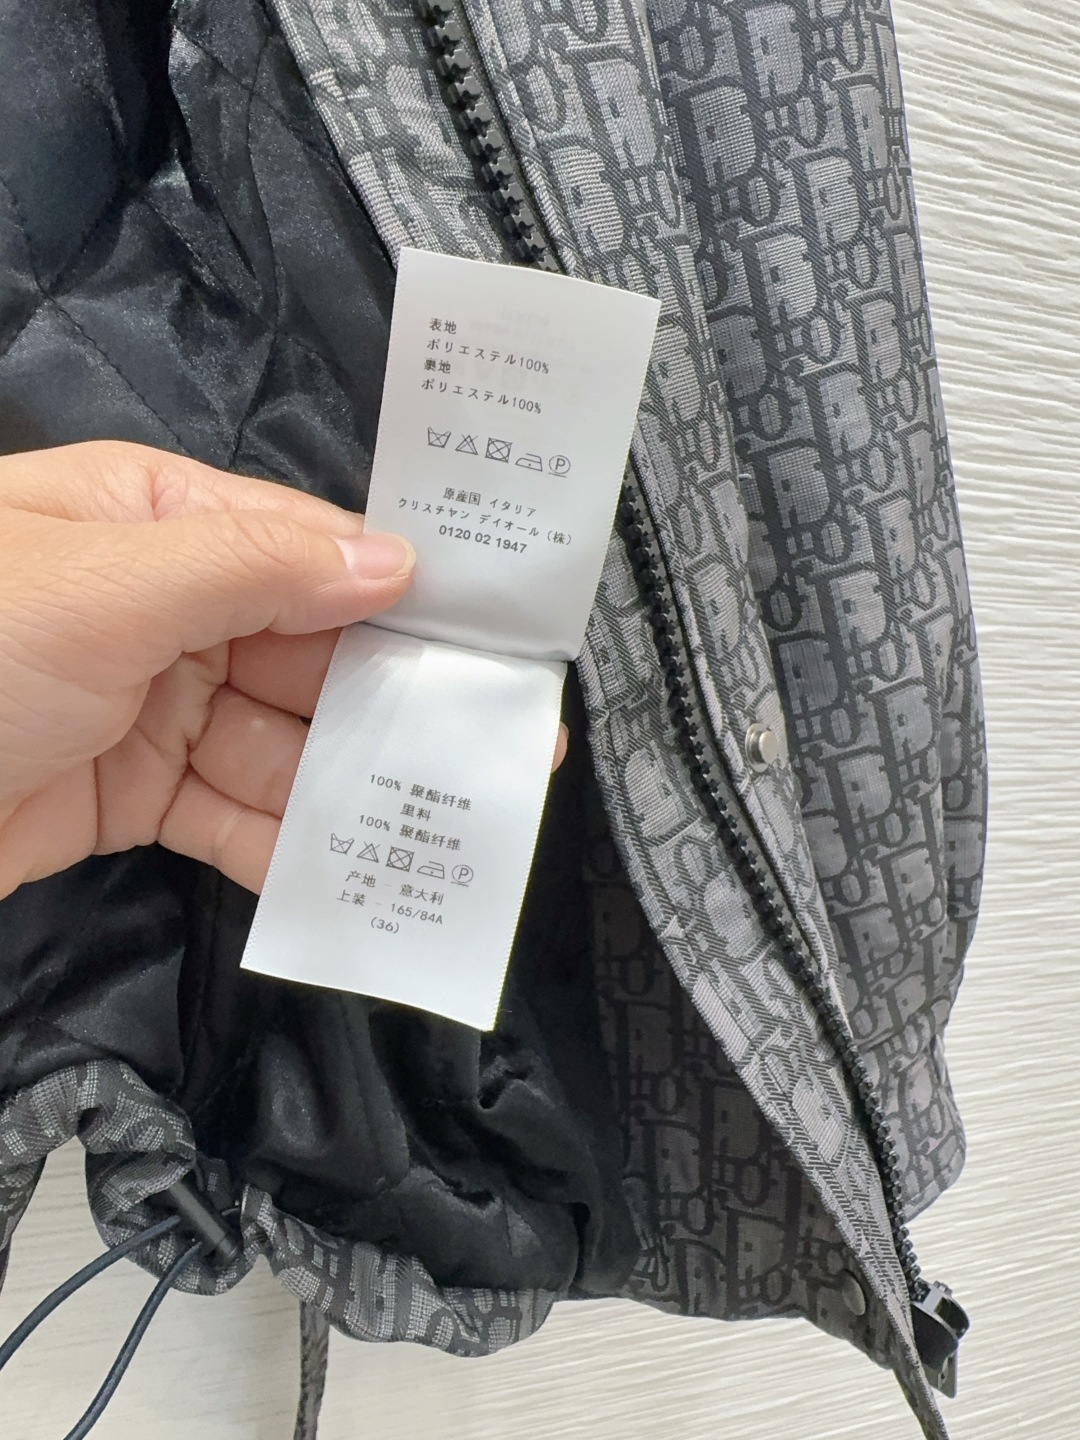 表地
ポリエステル100%
裏地
ポリエステル100%
P
原産国 イタリア
クリスチャン デイオール（株）
0120 02 1947
100% 聚酯纤维
里料
100% 聚酯纤维
P
产地 - 意大利
上装 - 165/84A
(36)